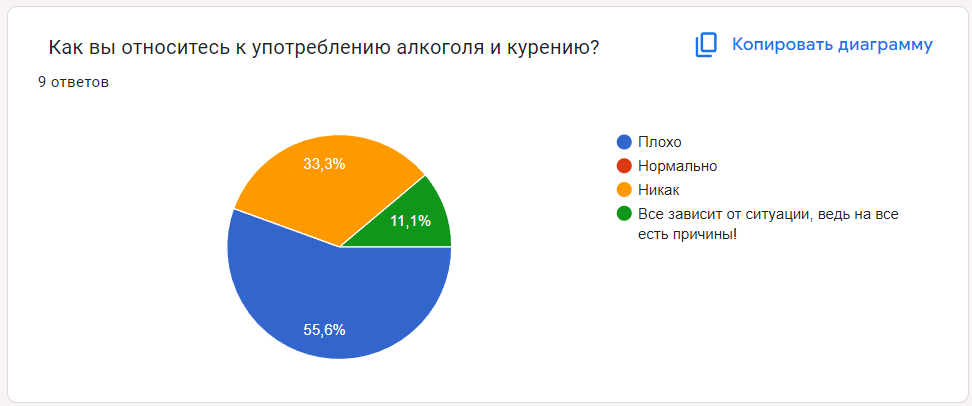 Как вы относитесь к употреблению алкоголя и курению?
Копировать диаграмму
9 ответов
33,3%
11,1%
55,6%
Плохо
Нормально
Никак
Все зависит от ситуации, ведь на все
есть причины!